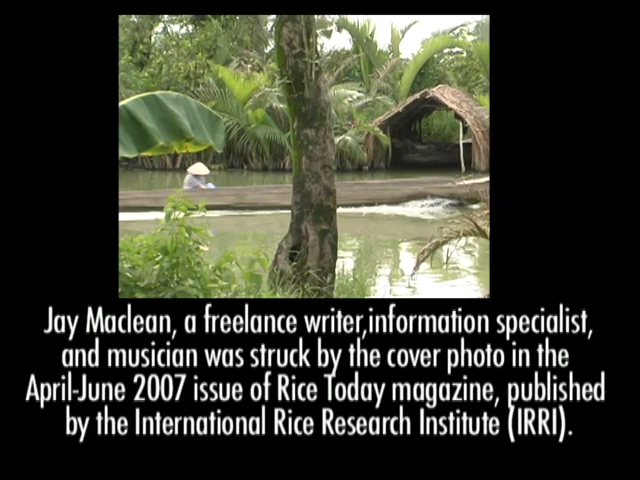 Jay Maclean, a freelance writer,information specialist,
and musician was struck by the cover photo in the
April-June 2007 issue of Rice Today magazine, published
by the International Rice Research Institute (IRRI).